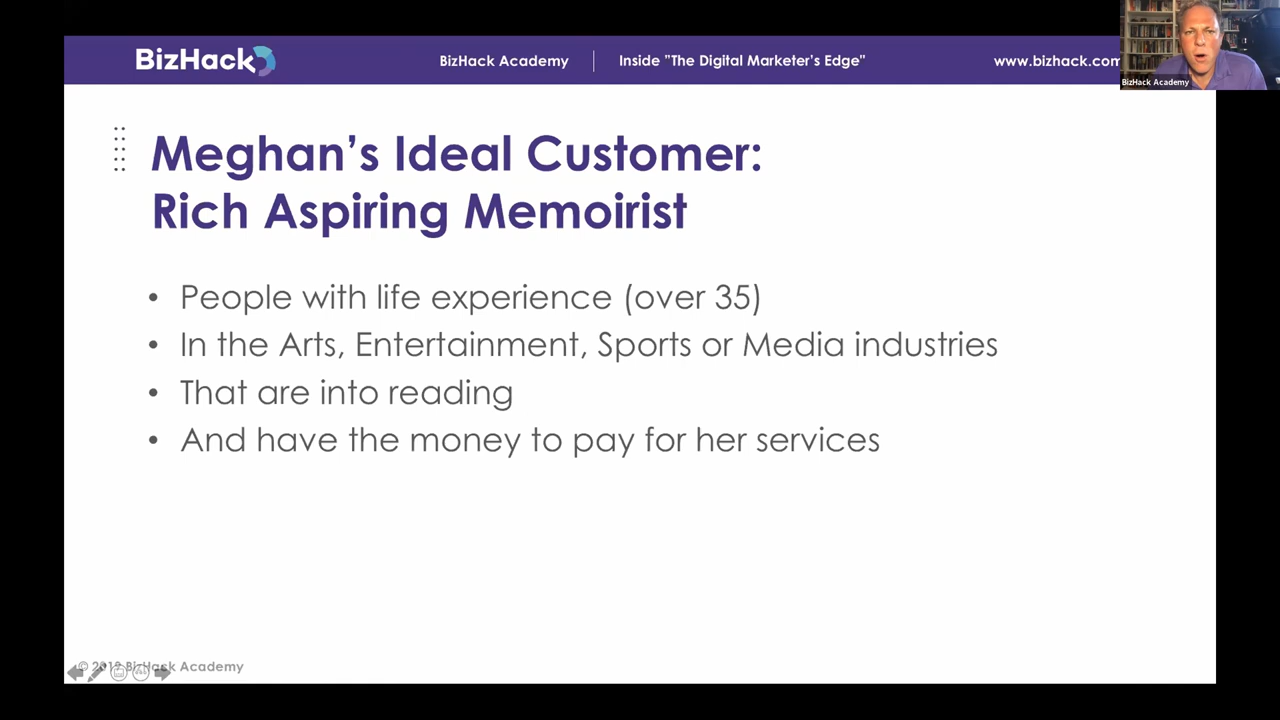 BizHack
BizHack Academy
Inside "The Digital Marketer's Edge"
www.bizhack.com
BizHack Academy
Meghan's Ideal Customer:
Rich Aspiring Memoirist
• People with life experience (over 35)
• In the Arts, Entertainment, Sports or Media industries
• That are into reading
• And have the money to pay for her services
© 2019 BizHack Academy